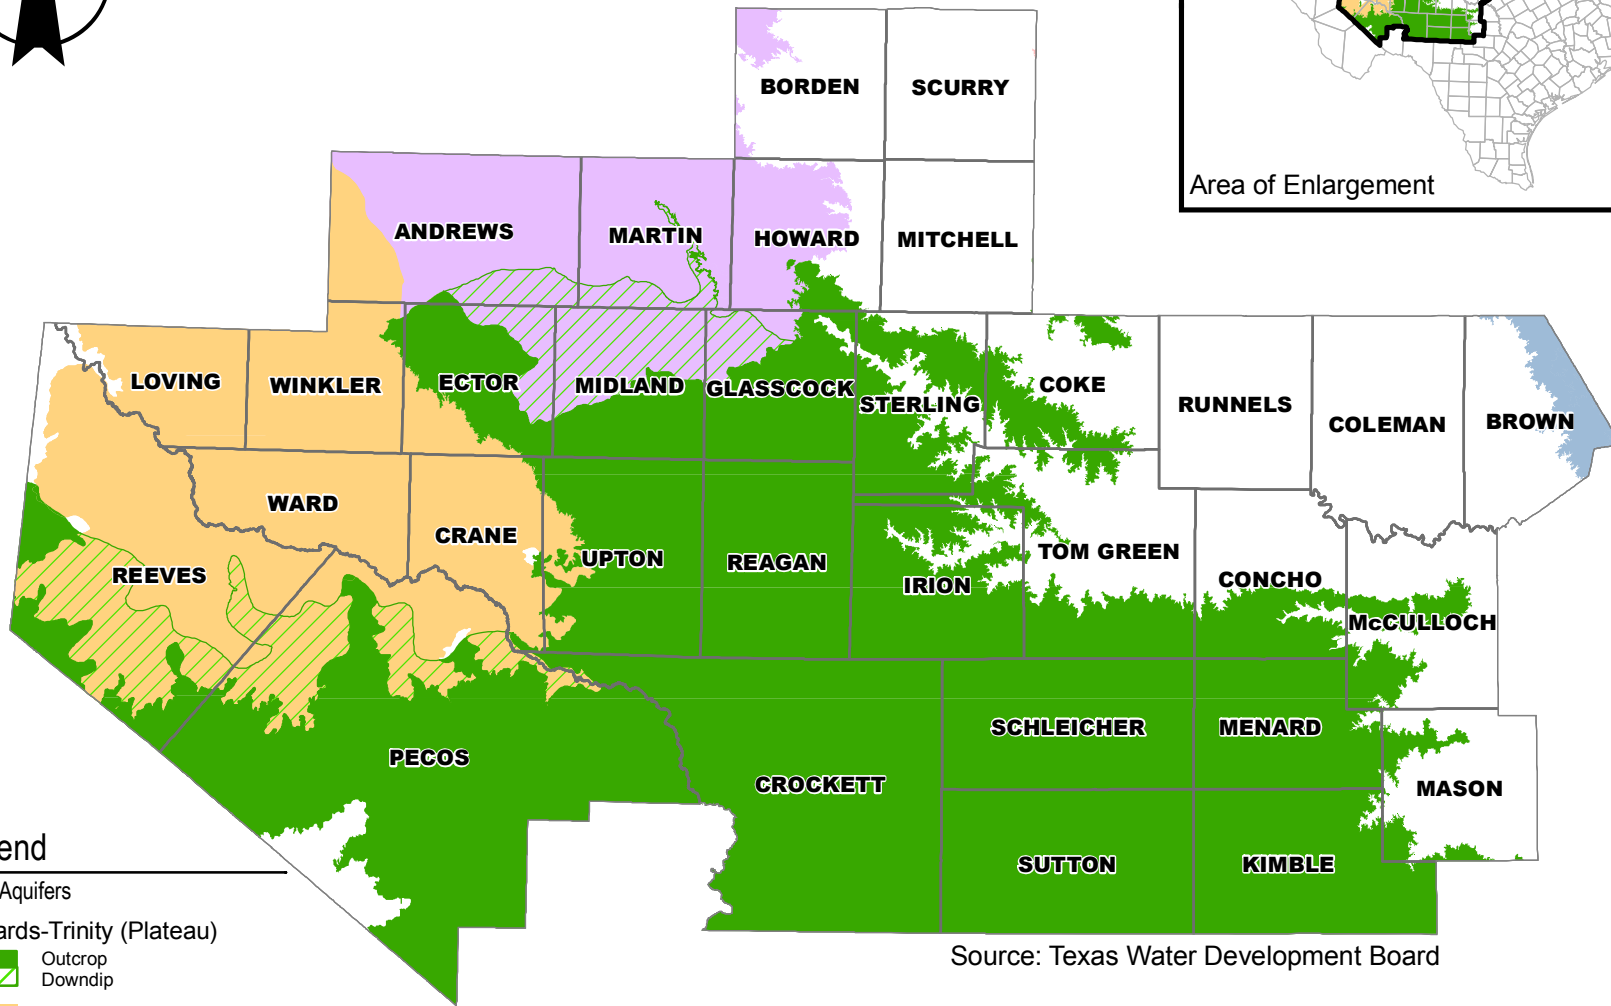 BORDEN
SCURRY
Area of Enlargement
ANDREWS
MARTIN
HOWARD
MITCHELL
LOVING
WINKLER
ECTOR
MIDLAND
GLASSCOCK
STERLING
COKE
RUNNELS
COLEMAN
BROWN
WARD
CRANE
REEVES
UPTON
REAGAN
IRION
TOM GREEN
CONCHO
McCULLOCH
PECOS
CROCKETT
SCHLEICHER
MENARD
MASON
SUTTON
KIMBLE
end
Aquifers
ards-Trinity (Plateau)
Outcrop
Downdip
Source: Texas Water Development Board